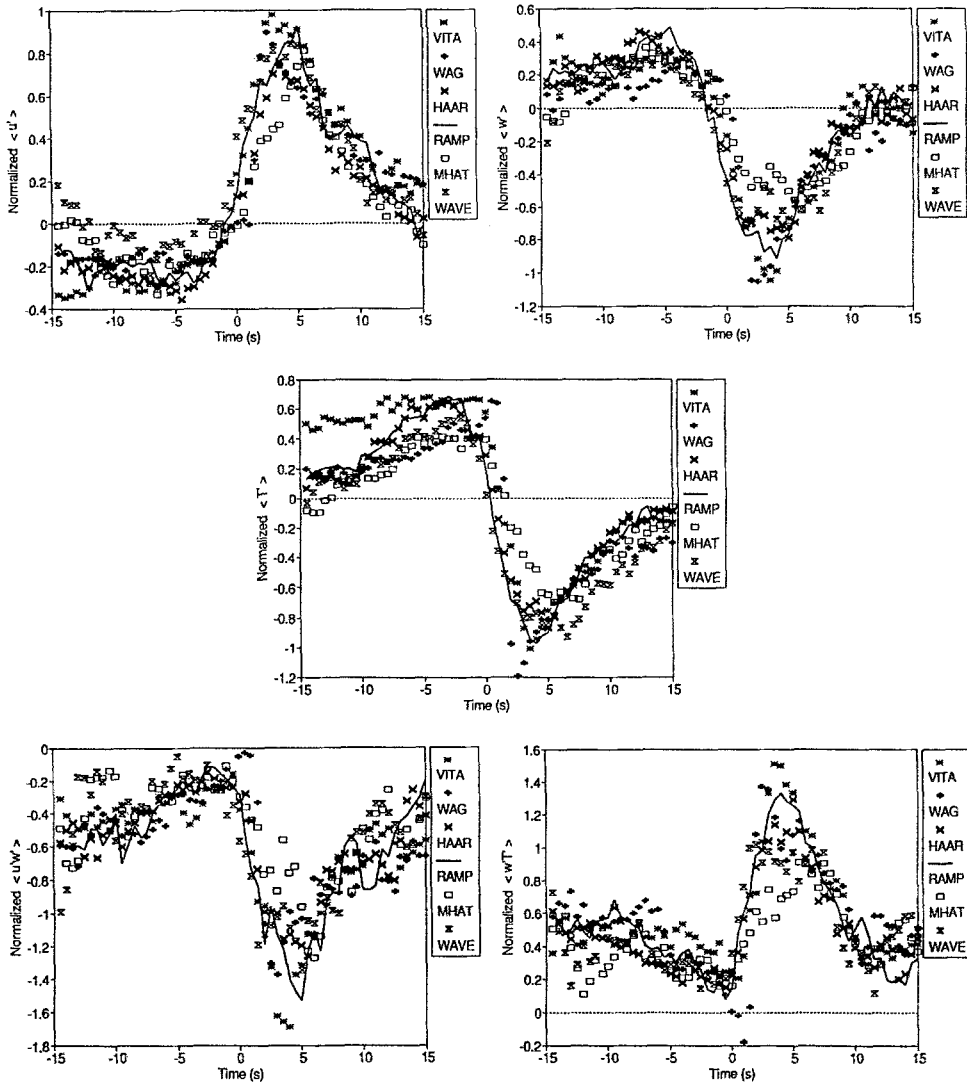 1
0.8
0.6
0.4
0.2
0
-0.2
-0.4
-15 -10 -5 0 5 10 15
Time (s)
Normalized < u' >
VITA
WAG
HAAR
RAMP
MHAT
WAVE
0.6
0.4
0.2
0
-0.2
-0.4
-0.6
-0.8
-1
-1.2
-15 -10 -5 0 5 10 15
Time (s)
Normalized < w' >
VITA
WAG
HAAR
RAMP
MHAT
WAVE
0.8
0.6
0.4
0.2
0
-0.2
-0.4
-0.6
-0.8
-1
-1.2
-15 -10 -5 0 5 10 15
Time (s)
Normalized < T' >
VITA
WAG
HAAR
RAMP
MHAT
WAVE
0
-0.2
-0.4
-0.6
-0.8
-1
-1.2
-1.4
-1.6
-1.8
-15 -10 -5 0 5 10 15
Time (s)
Normalized < u'w' >
VITA
WAG
HAAR
RAMP
MHAT
WAVE
1.6
1.4
1.2
1
0.8
0.6
0.4
0.2
0
-0.2
-15 -10 -5 0 5 10 15
Time (s)
Normalized < w'T' >
VITA
WAG
HAAR
RAMP
MHAT
WAVE